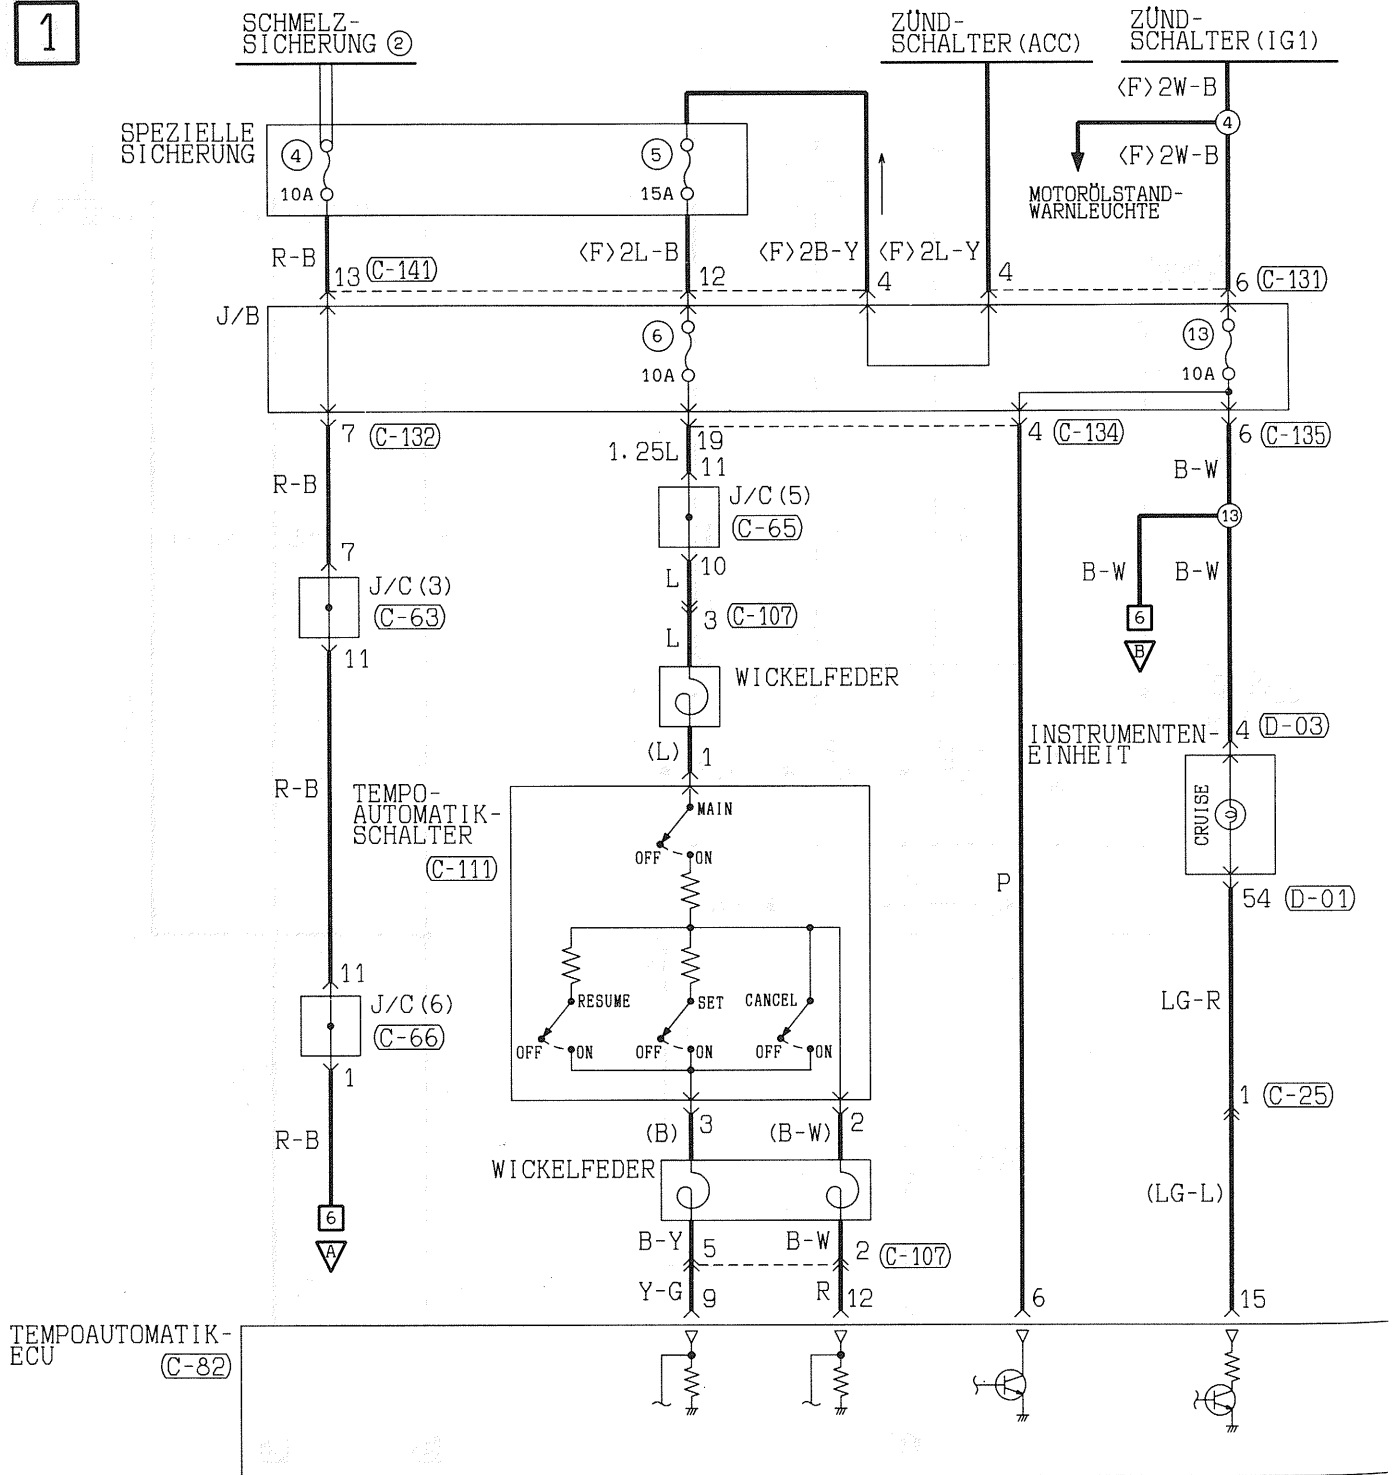 1
SCHMELZ-
SICHERUNG ②
ZÜND-
SCHALTER (ACC)
ZÜND-
SCHALTER (IG1)
<F>2W-B
4
<F>2W-B
MOTORÖLSTAND-
WARNLEUCHTE
SPEZIELLE
SICHERUNG
4
10A
5
15A
R-B
<F>2L-B
<F>2B-Y
<F>2L-Y
13 (C-141)
12
4
4
6 (C-131)
J/B
6
10A
13
10A
7 (C-132)
19
4 (C-134)
6 (C-135)
1.25L
11
R-B
B-W
J/C (5)
(C-65)
13
7
10
L
B-W
B-W
J/C (3)
(C-63)
3 (C-107)
6
L
B
11
WICKELFEDER
(L)
1
INSTRUMENTEN-
EINHEIT
4 (D-03)
R-B
TEMPO-
AUTOMATIK-
SCHALTER
(C-111)
MAIN
OFF
ON
CRUISE
P
54 (D-01)
11
J/C (6)
(C-66)
RESUME
SET
CANCEL
LG-R
OFF
ON
OFF
ON
OFF
ON
1
1 (C-25)
R-B
(B)
3
(B-W)
2
WICKELFEDER
(LG-L)
6
A
B-Y
5
B-W
2 (C-107)
Y-G
9
R
12
6
15
TEMPOAUTOMATIK-
ECU
(C-82)